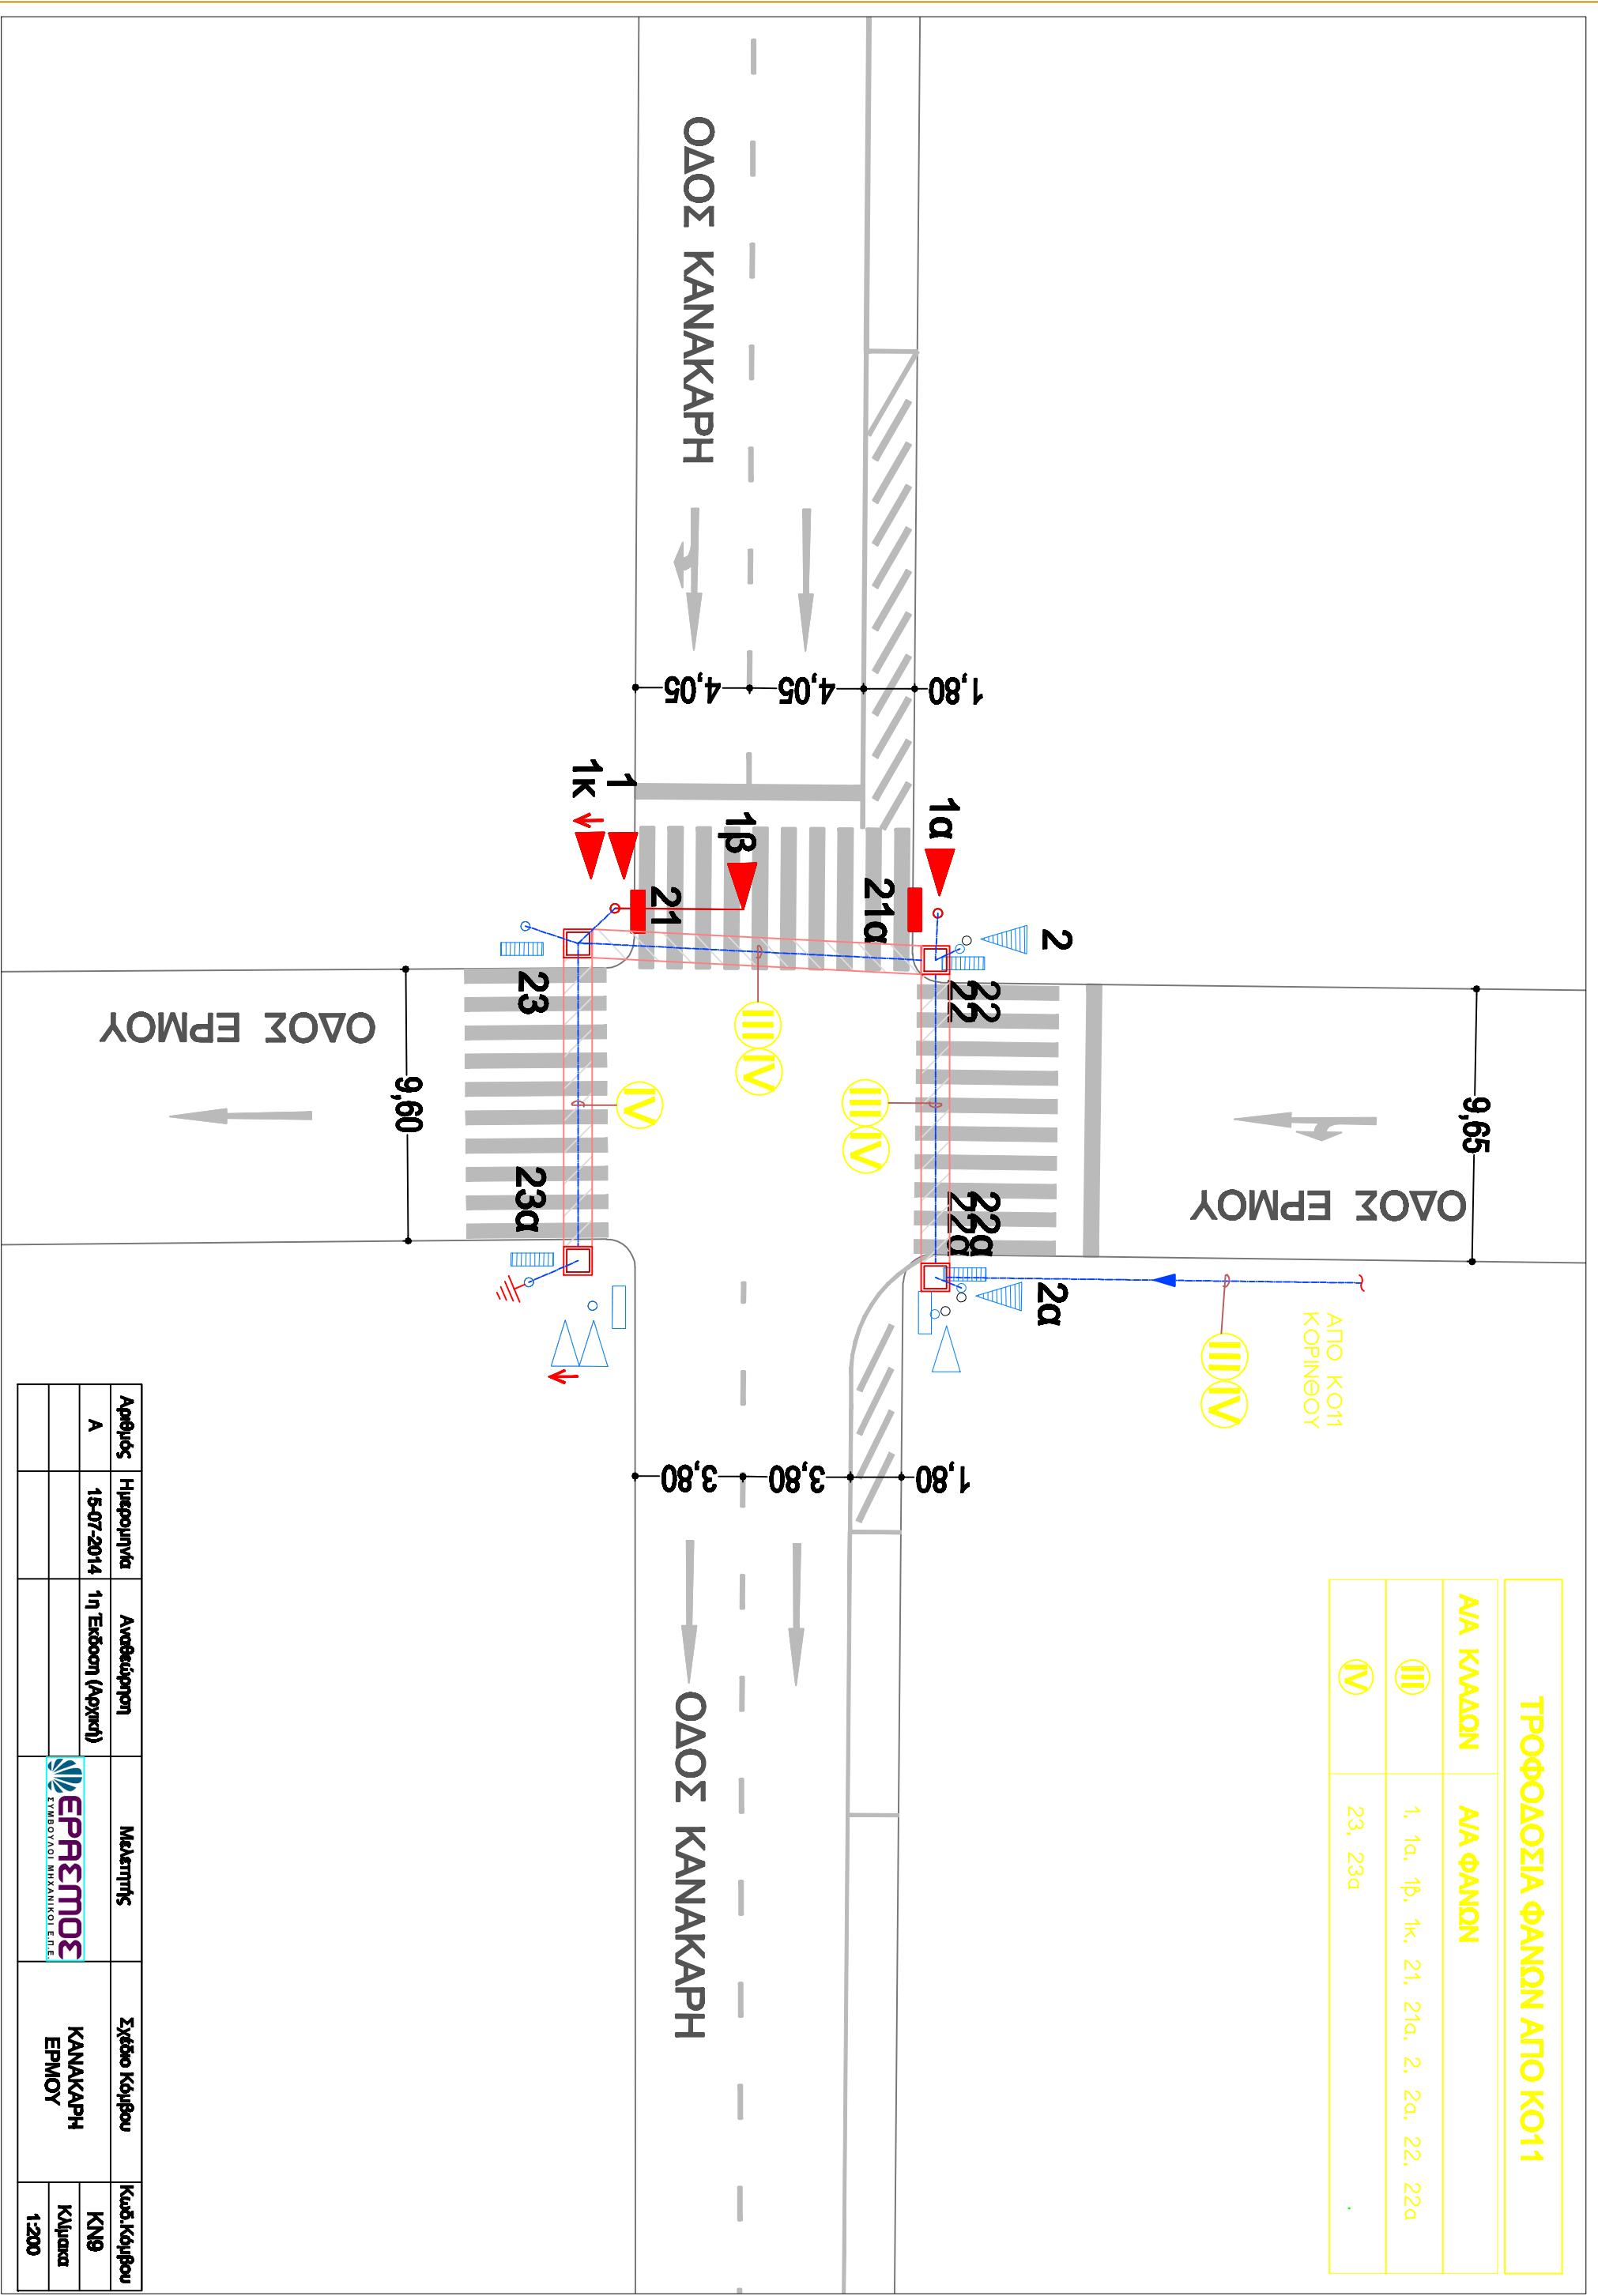 ΤΡΟΦΟΔΟΣΙΑ ΦΑΝΩΝ ΑΠΟ ΚΟ11
Α/Α ΚΛΑΔΩΝ Α/Α ΦΑΝΩΝ
III 1, 1α, 1β, 1κ, 21, 21α, 2, 2α, 22, 22α
IV 23, 23α
ΑΠΟ ΚΟ11
ΚΟΡΙΝΘΟΥ
III IV
9,65
ΟΔΟΣ ΕΡΜΟΥ
2
2α
22
22
22α
22α
1α
21α
1,80
4,05
4,05
ΟΔΟΣ ΚΑΝΑΚΑΡΗ
III IV
III IV
IV
1β
21
1
1κ
23
23α
1,80
3,80
3,80
ΟΔΟΣ ΚΑΝΑΚΑΡΗ
9,60
ΟΔΟΣ ΕΡΜΟΥ
Αριθμός Ημερομηνία Αναθεώρηση Μελετητής Σχέδιο Κόμβου Κωδ.Κόμβου
Α 15-07-2014 1η Έκδοση (Αρχική) ΕΡΑΣΜΟΣ ΚΑΝΑΚΑΡΗ ΚΝ9
ΣΥΜΒΟΥΛΟΙ ΜΗΧΑΝΙΚΟΙ Ε.Π.Ε. ΕΡΜΟΥ Κλίμακα
1:200